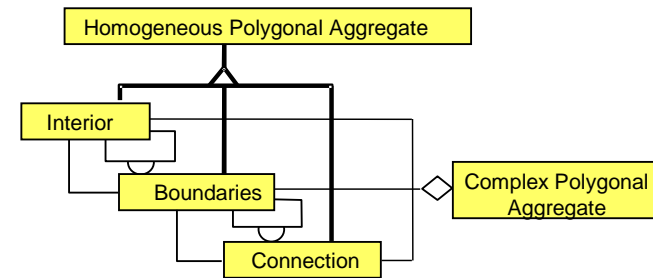 Homogeneous Polygonal Aggregate
Interior
Boundaries
Complex Polygonal
Aggregate
Connection